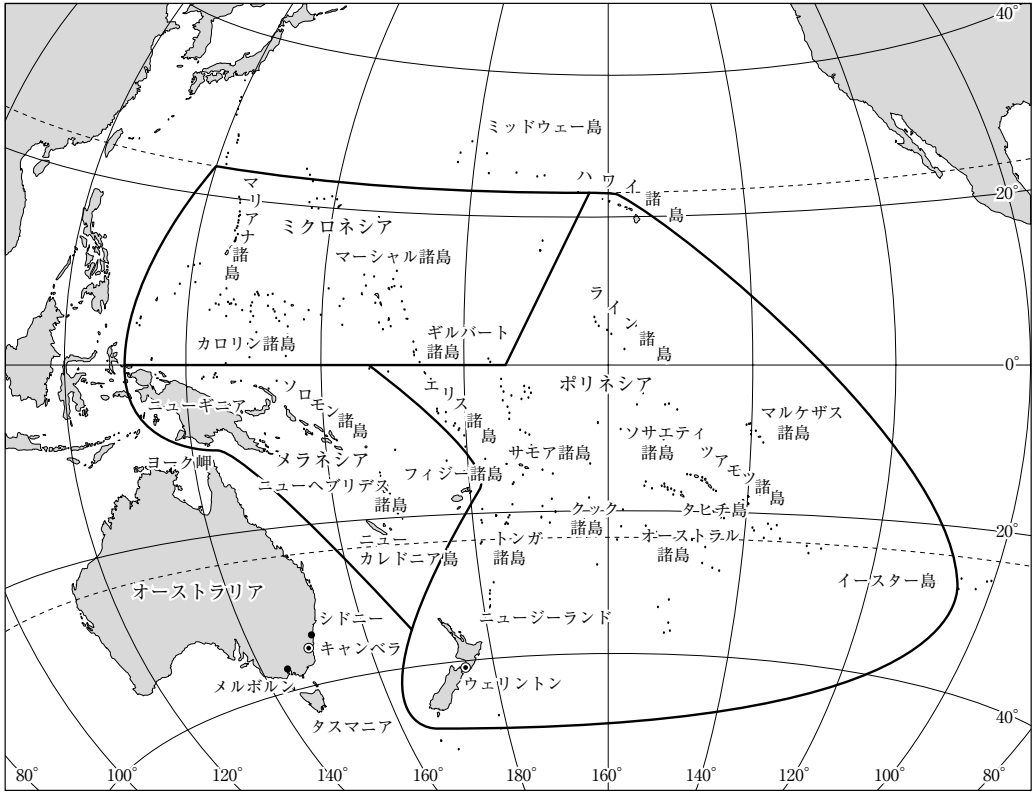 40°
ミッドウェー島
ハワイ諸島
20°
マリアナ諸島
ミクロネシア
マーシャル諸島
ライン諸島
カロリン諸島
ギルバート
諸島
0°
ポリネシア
エリス諸島
ソロモン諸島
ニューギニア
マルケザス
諸島
ソサエティ
諸島
サモア諸島
ツアモツ諸島
メラネシア
ヨーク岬
フィジー諸島
ニューヘブリデス
諸島
クック
諸島
タヒチ島
ニュー
カレドニア島
トンガ
諸島
オーストラル
諸島
20°
イースター島
オーストラリア
シドニー
ニュージーランド
キャンベラ
メルボルン
ウェリントン
タスマニア
40°
80°
100°
120°
140°
160°
180°
160°
140°
120°
100°
80°